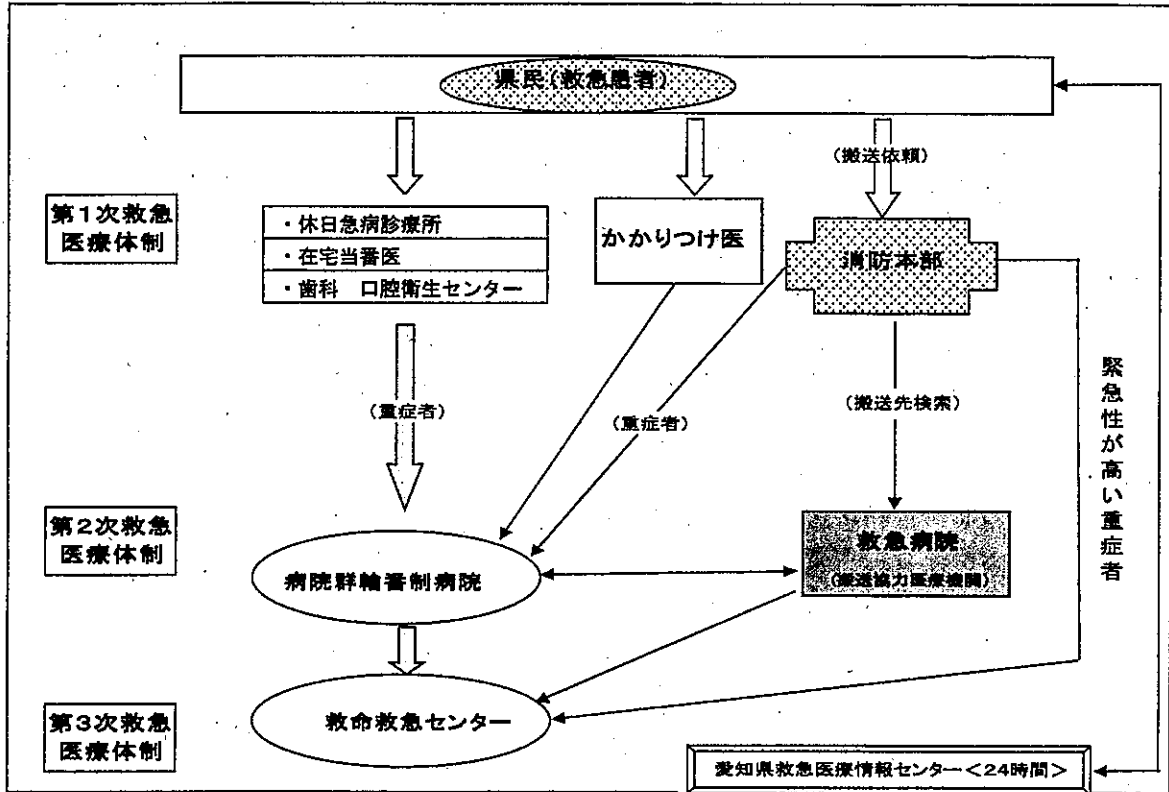 県民（救急患者）
（搬送依頼）
第1次救急
医療体制
・休日急病診療所
・在宅当番医
・歯科　口腔衛生センター
かかりつけ医
消防本部
（重症者）
（重症者）
（搬送先検索）
緊急性が高い重症者
第2次救急
医療体制
病院群輪番制病院
救急病院
（搬送協力医療機関）
第3次救急
医療体制
救命救急センター
愛知県救急医療情報センター＜24時間＞